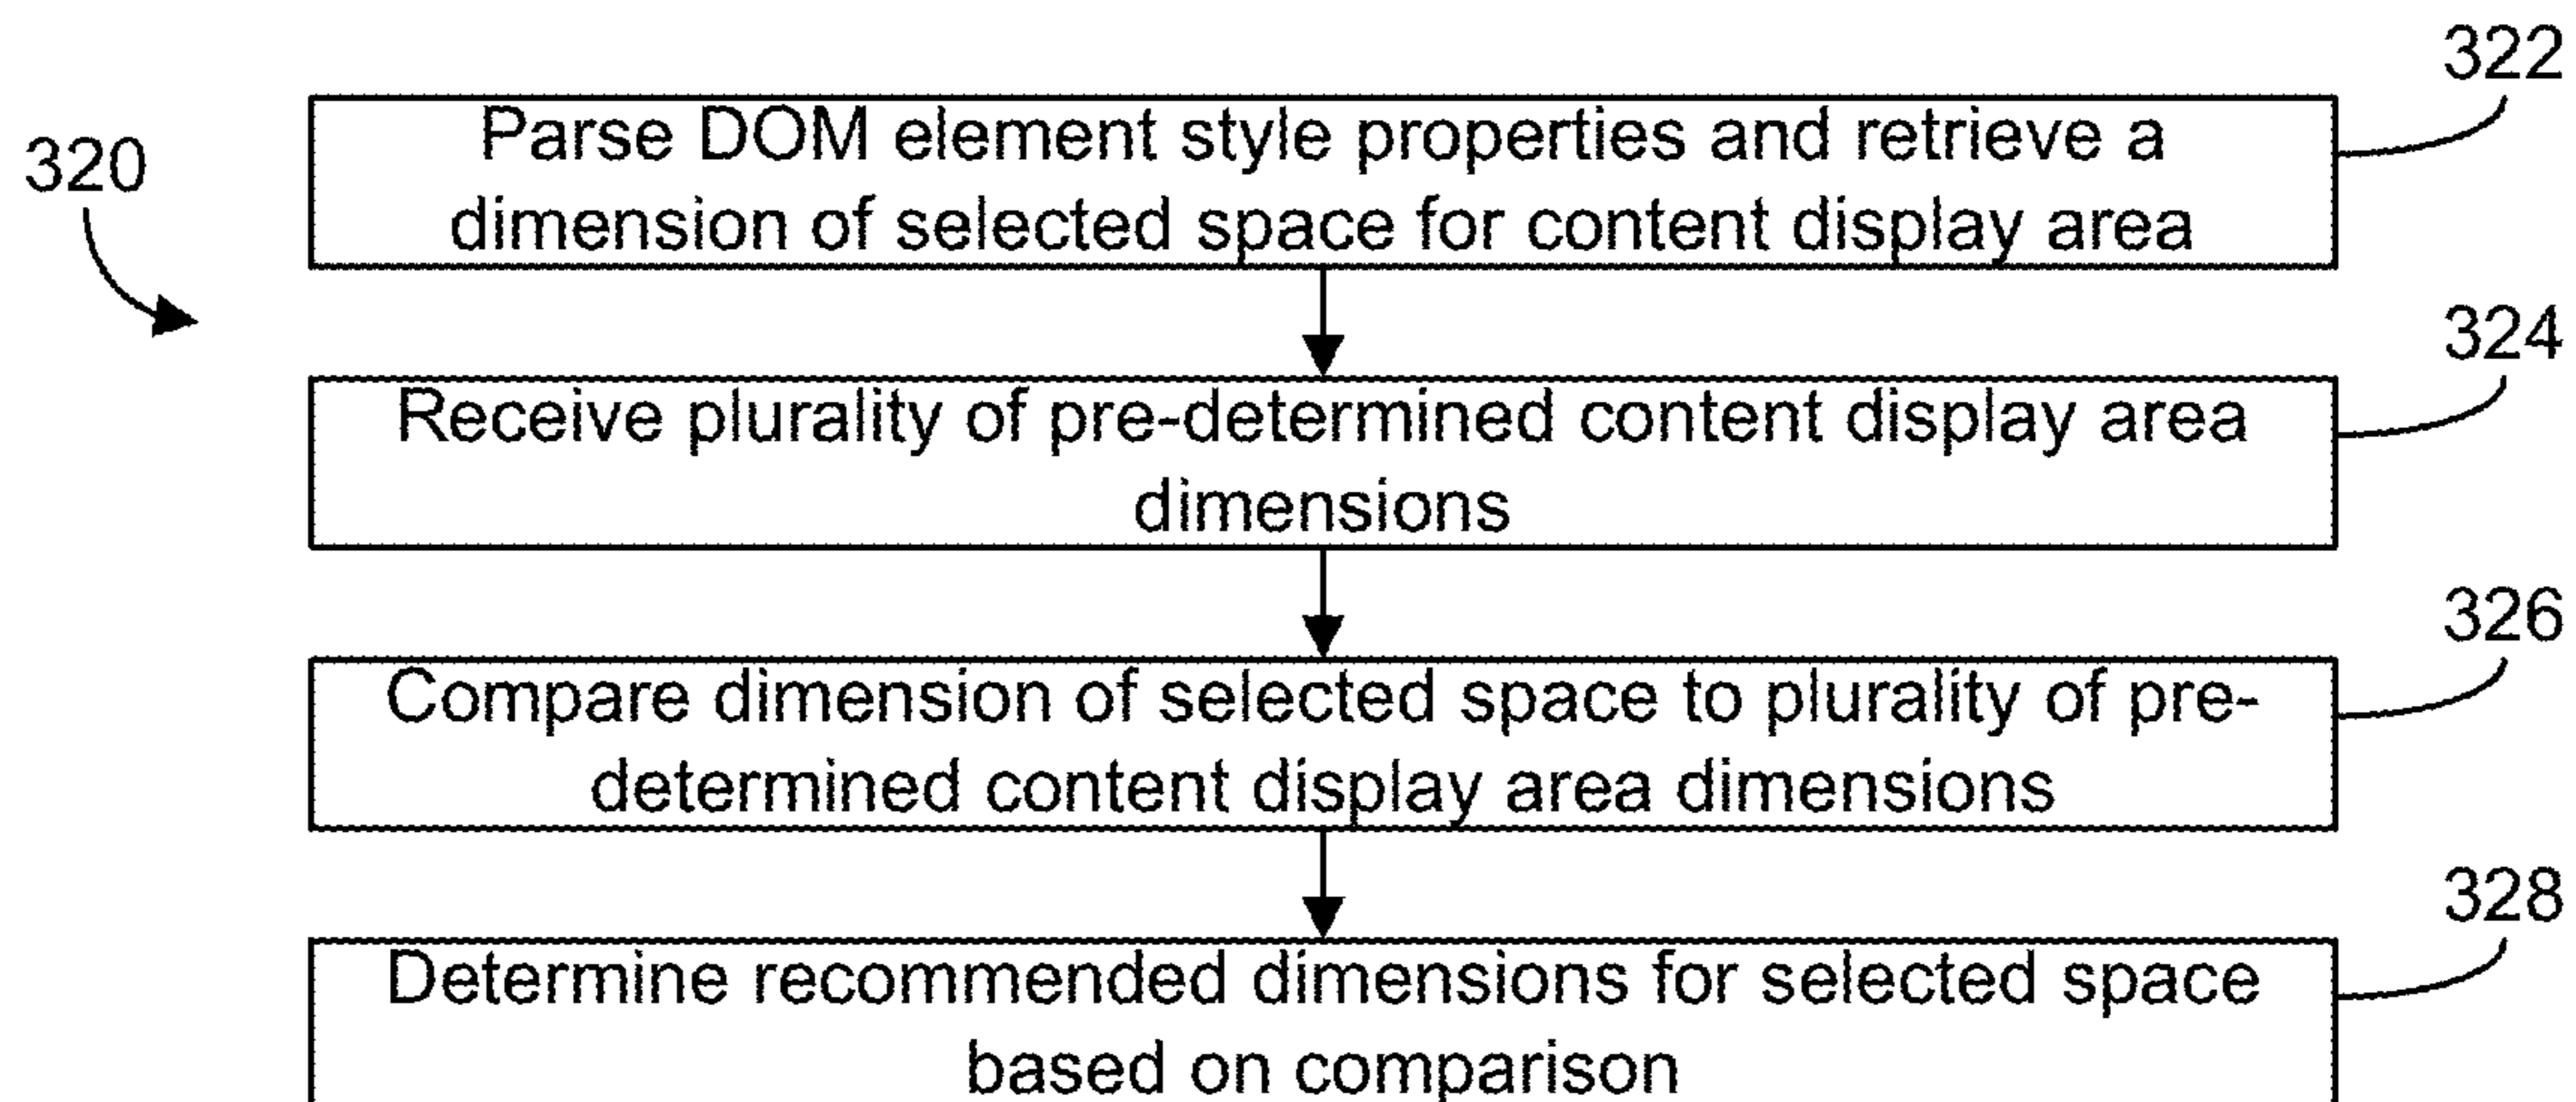 322
Parse DOM element style properties and retrieve a
dimension of selected space for content display area
320
324
Receive plurality of pre-determined content display area
dimensions
326
Compare dimension of selected space to plurality of pre-
determined content display area dimensions
328
Determine recommended dimensions for selected space
based on comparison